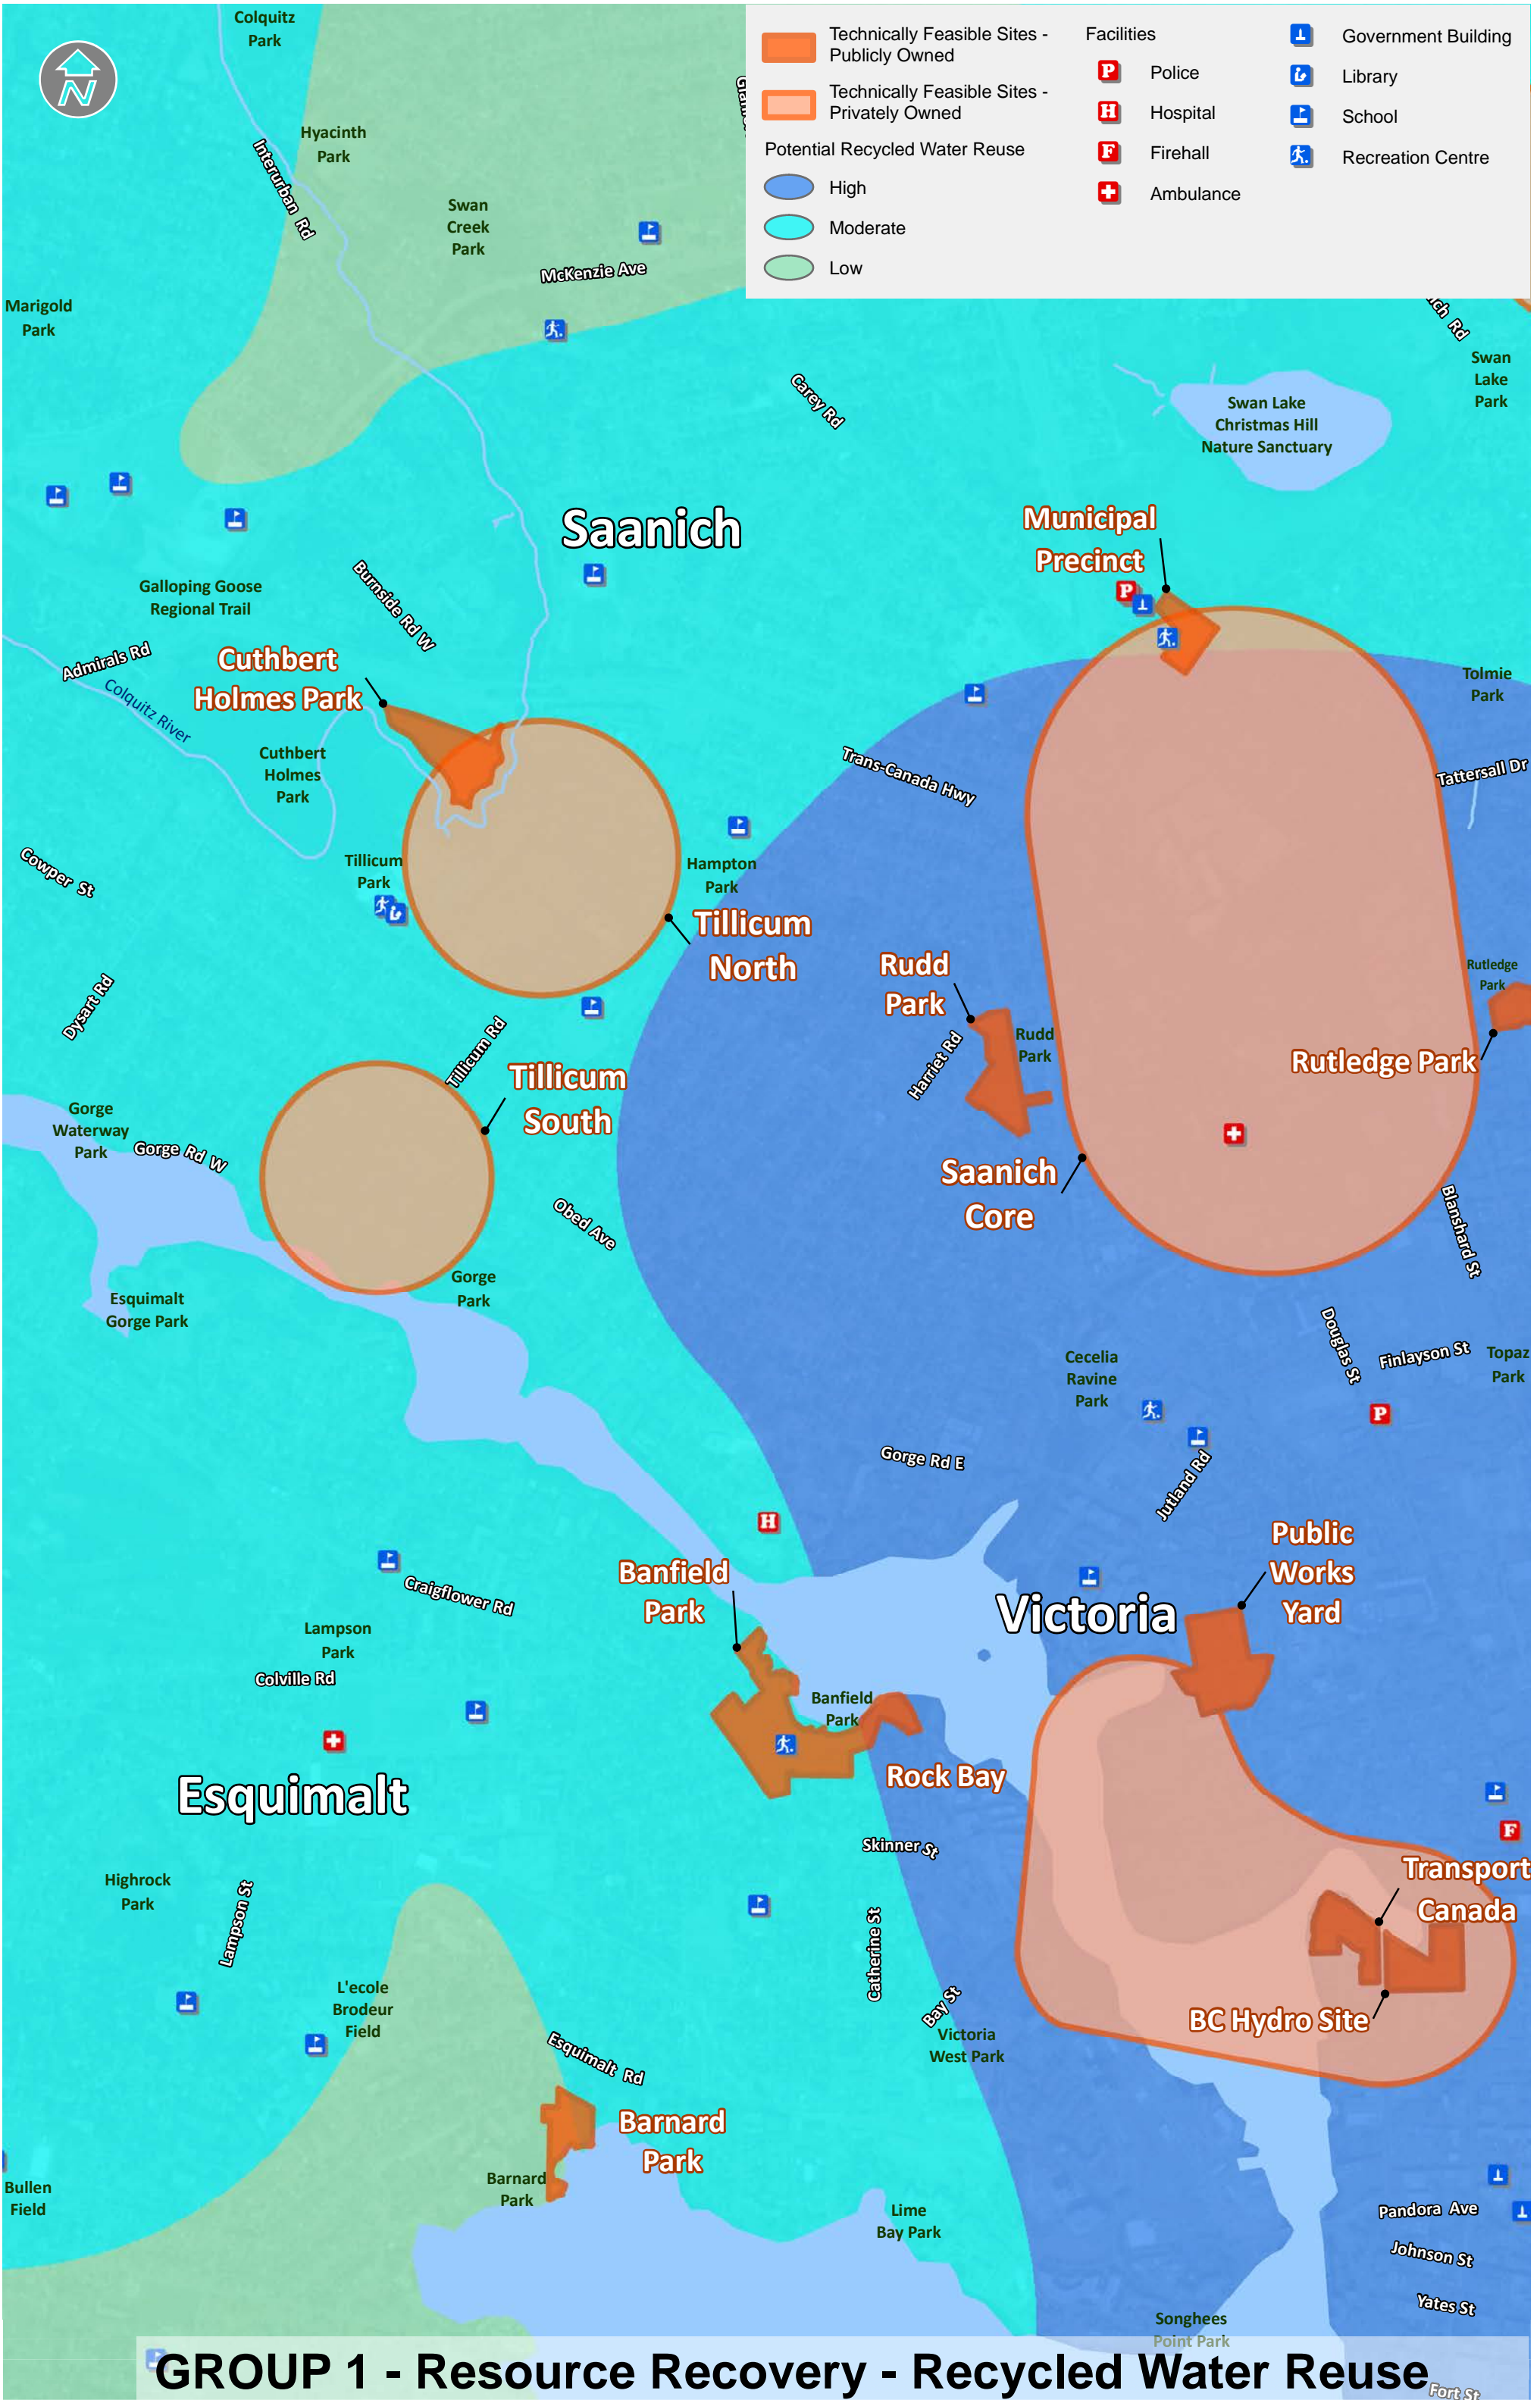 Technically Feasible Sites -
Publicly Owned
Technically Feasible Sites -
Privately Owned
Potential Recycled Water Reuse
High
Moderate
Low
Facilities
P
Police
H
Hospital
F
Firehall
Ambulance
Government Building
Library
School
Recreation Centre
N
Colquitz
Park
Hyacinth
Park
Interurban Rd
Swan
Creek
Park
McKenzie Ave
Marigold
Park
Carey Rd
Rd
Swan
Lake
Park
Swan Lake
Christmas Hill
Nature Sanctuary
Saanich
Municipal
Precinct
P
Galloping Goose
Regional Trail
Burnside Rd W
Admirals Rd
Colquitz River
Cuthbert
Holmes Park
Cuthbert
Holmes
Park
Tolmie
Park
Trans-Canada Hwy
Tattersall Dr
Cowper St
Tillicum
Park
Hampton
Park
Tillicum
North
Rudd
Park
Rudd
Park
Harriet Rd
Rutledge
Park
Rutledge Park
Dysart Rd
Tillicum Rd
Tillicum
South
Gorge
Waterway
Park
Gorge Rd W
Saanich
Core
Obed Ave
Blanshard St
Esquimalt
Gorge Park
Gorge
Park
Douglas St
Finlayson St
Topaz
Park
Cecelia
Ravine
Park
P
Gorge Rd E
Jutland Rd
H
Public
Works
Yard
Banfield
Park
Craigflower Rd
Victoria
Lampson
Park
Colville Rd
Banfield
Park
Rock Bay
Esquimalt
F
Skinner St
Transport
Canada
Highrock
Park
Lampson St
Catherine St
L'ecole
Brodeur
Field
Bay St
BC Hydro Site
Victoria
West Park
Esquimalt Rd
Barnard
Park
Barnard
Park
Bullen
Field
Lime
Bay Park
Pandora Ave
Johnson St
Yates St
Songhees
Point Park
GROUP 1 - Resource Recovery - Recycled Water Reuse
Fort St